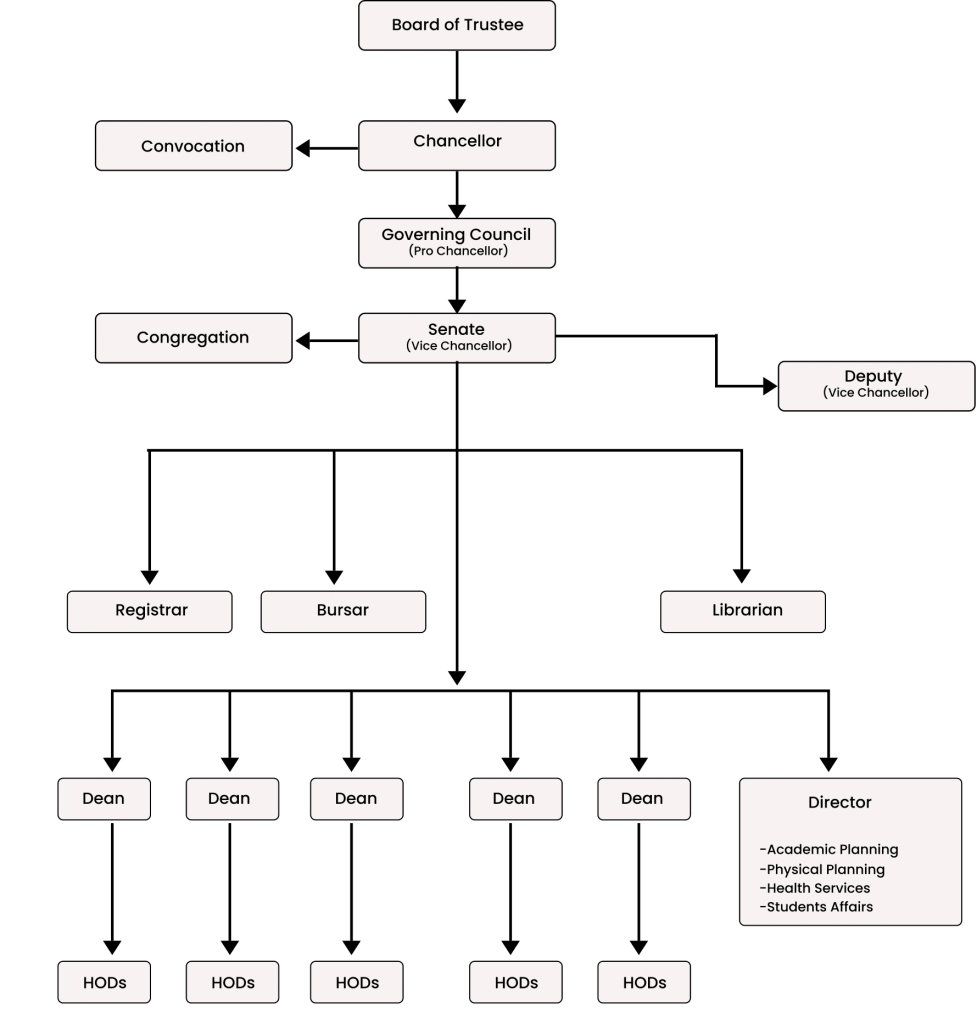 Board of Trustee
Convocation
Chancellor
Governing Council
(Pro Chancellor)
Congregation
Senate
(Vice Chancellor)
Deputy
(Vice Chancellor)
Registrar
Bursar
Librarian
Dean
Dean
Dean
Dean
Dean
Director
-Academic Planning
-Physical Planning
-Health Services
-Students Affairs
HODs
HODs
HODs
HODs
HODs